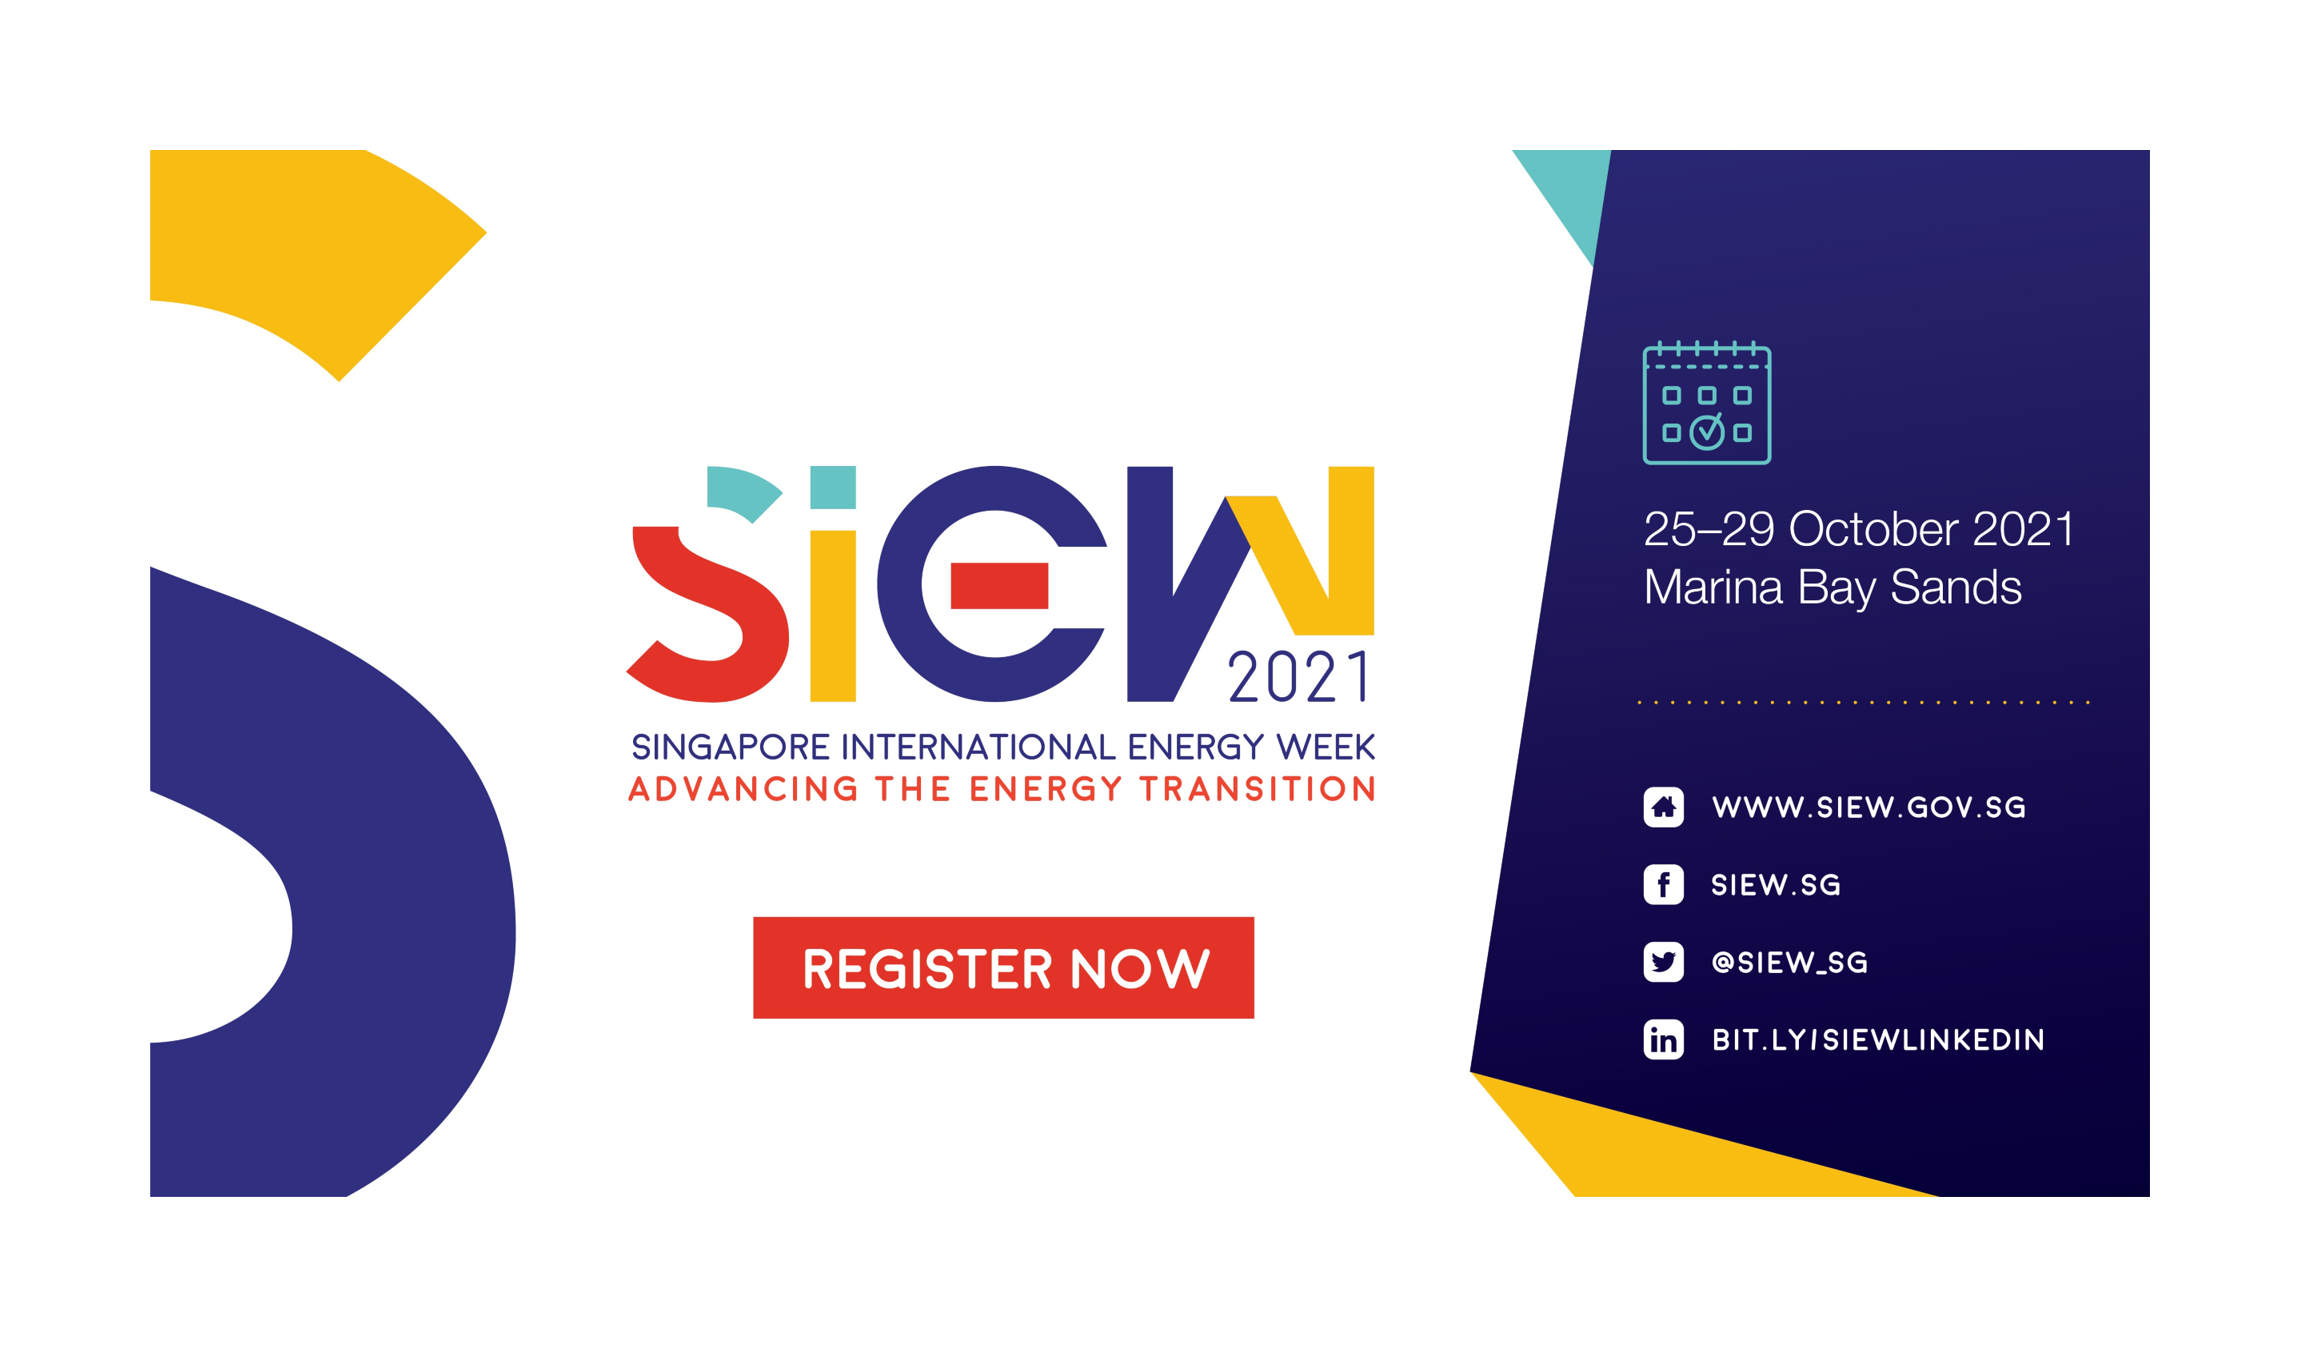 SiEW
2021
SINGAPORE INTERNATIONAL ENERGY WEEK
ADVANCING THE ENERGY TRANSITION
REGISTER NOW
25–29 October 2021
Marina Bay Sands
WWW.SIEW.GOV.SG
SIEW.SG
@SIEW_SG
BIT.LY/SIEWLINKEDIN